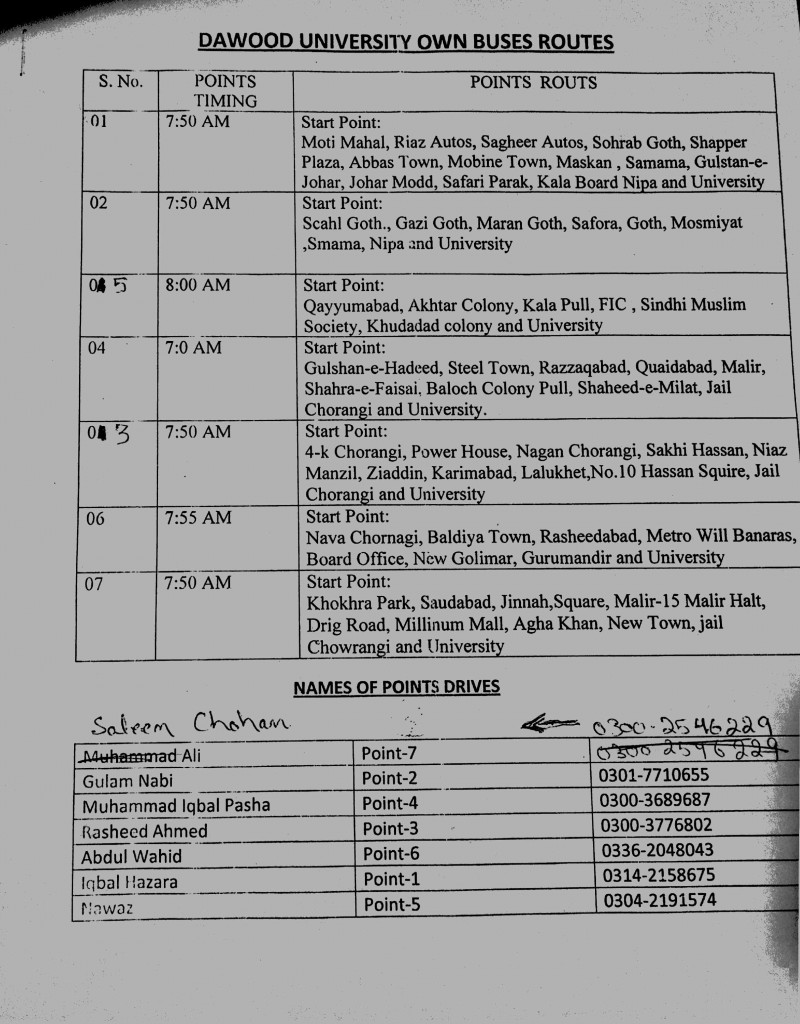 DAWOOD UNIVERSITY OWN BUSES ROUTES
S. No. POINTS TIMING POINTS ROUTS
01 7:50 AM Start Point:
Moti Mahal, Riaz Autos, Sagheer Autos, Sohrab Goth, Shapper
Plaza, Abbas Town, Mobine Town, Maskan , Samama, Gulstan-e-
Johar, Johar Modd, Safari Parak, Kala Board Nipa and University
02 7:50 AM Start Point:
Scahl Goth., Gazi Goth, Maran Goth, Safora, Goth, Mosmiyat
,Smama, Nipa and University
05 8:00 AM Start Point:
Qayyumabad, Akhtar Colony, Kala Pull, FIC , Sindhi Muslim
Society, Khudadad colony and University
04 7:0 AM Start Point:
Gulshan-e-Hadeed, Steel Town, Razzaqabad, Quaidabad, Malir,
Shahra-e-Faisal, Baloch Colony Pull, Shaheed-e-Milat, Jail
Chorangi and University.
03 7:50 AM Start Point:
4-k Chorangi, Power House, Nagan Chorangi, Sakhi Hassan, Niaz
Manzil, Ziaddin, Karimabad, Lalukhet,No.10 Hassan Squire, Jail
Chorangi and University
06 7:55 AM Start Point:
Nava Chornagi, Baldiya Town, Rasheedabad, Metro Will Banaras,
Board Office, New Golimar, Gurumandir and University
07 7:50 AM Start Point:
Khokhra Park, Saudabad, Jinnah,Square, Malir-15 Malir Halt,
Drig Road, Millinum Mall, Agha Khan, New Town, jail
Chowrangi and University
NAMES OF POINTS DRIVES
Saleem Chohan 0300-2546229
Muhammad Ali Point-7 0300 2596229
Gulam Nabi Point-2 0301-7710655
Muhammad Iqbal Pasha Point-4 0300-3689687
Rasheed Ahmed Point-3 0300-3776802
Abdul Wahid Point-6 0336-2048043
Iqbal Hazara Point-1 0314-2158675
Nawaz Point-5 0304-2191574